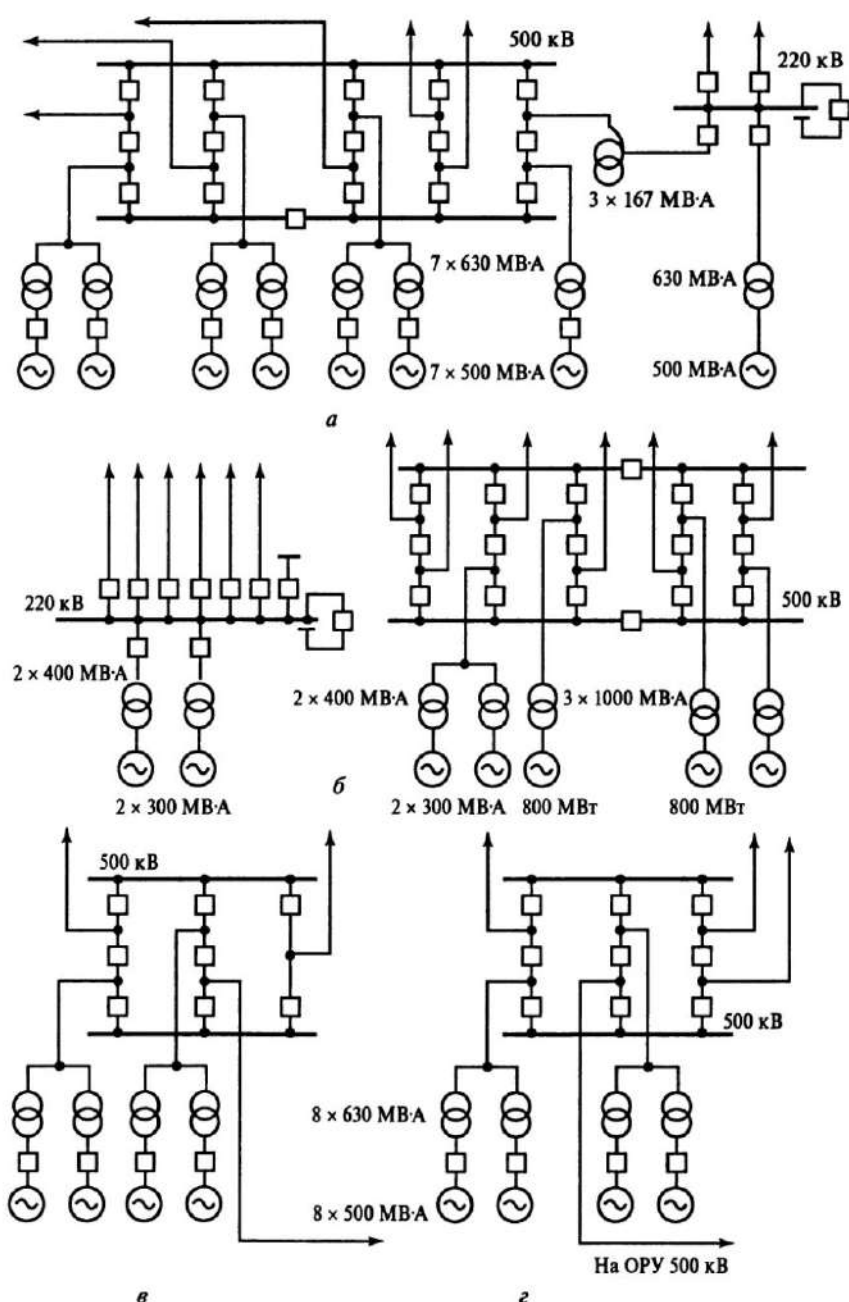 500 кВ
220 кВ
3 × 167 МВ·А
7 × 630 МВ·А
630 МВ·А
7 × 500 МВ·А
500 МВ·А
а
220 кВ
500 кВ
2 × 400 МВ·А
2 × 400 МВ·А
3 × 1000 МВ·А
2 × 300 МВ·А
б
2 × 300 МВ·А
800 МВт
800 МВт
500 кВ
500 кВ
8 × 630 МВ·А
8 × 500 МВ·А
На ОРУ 500 кВ
в
г